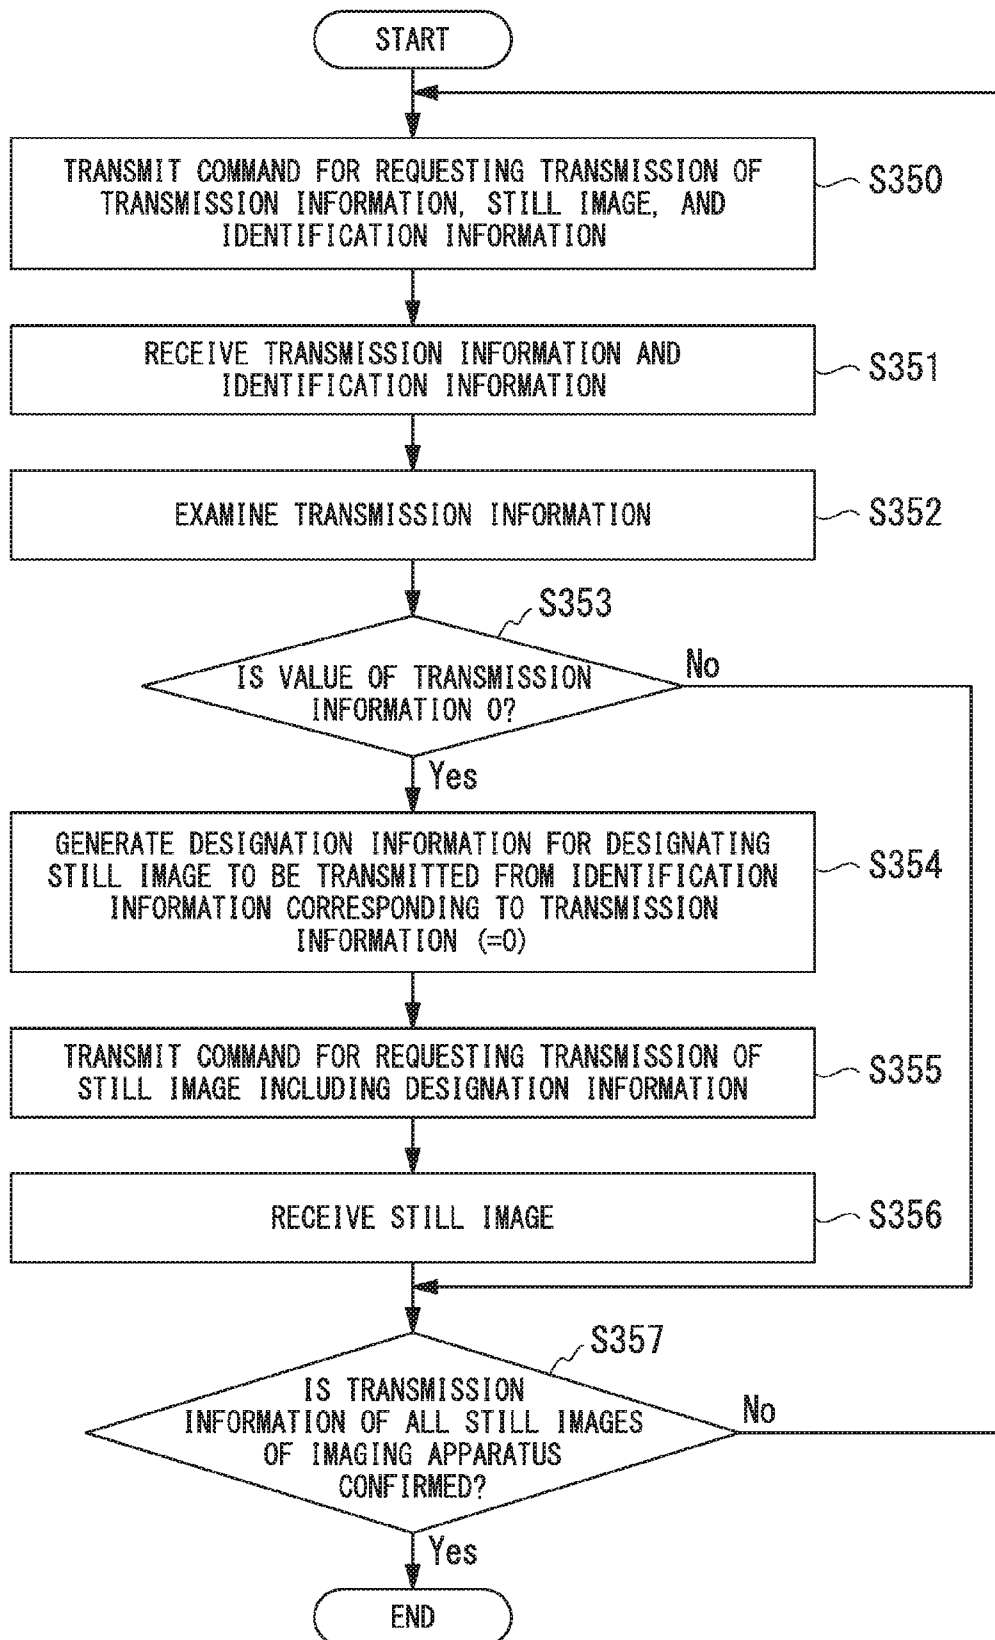 START
TRANSMIT COMMAND FOR REQUESTING TRANSMISSION OF
TRANSMISSION INFORMATION, STILL IMAGE, AND
IDENTIFICATION INFORMATION
S350
RECEIVE TRANSMISSION INFORMATION AND
IDENTIFICATION INFORMATION
S351
EXAMINE TRANSMISSION INFORMATION
S352
S353
IS VALUE OF TRANSMISSION
INFORMATION 0?
No
Yes
GENERATE DESIGNATION INFORMATION FOR DESIGNATING
STILL IMAGE TO BE TRANSMITTED FROM IDENTIFICATION
INFORMATION CORRESPONDING TO TRANSMISSION
INFORMATION (=0)
S354
TRANSMIT COMMAND FOR REQUESTING TRANSMISSION OF
STILL IMAGE INCLUDING DESIGNATION INFORMATION
S355
RECEIVE STILL IMAGE
S356
S357
IS TRANSMISSION
INFORMATION OF ALL STILL IMAGES
OF IMAGING APPARATUS
CONFIRMED?
No
Yes
END